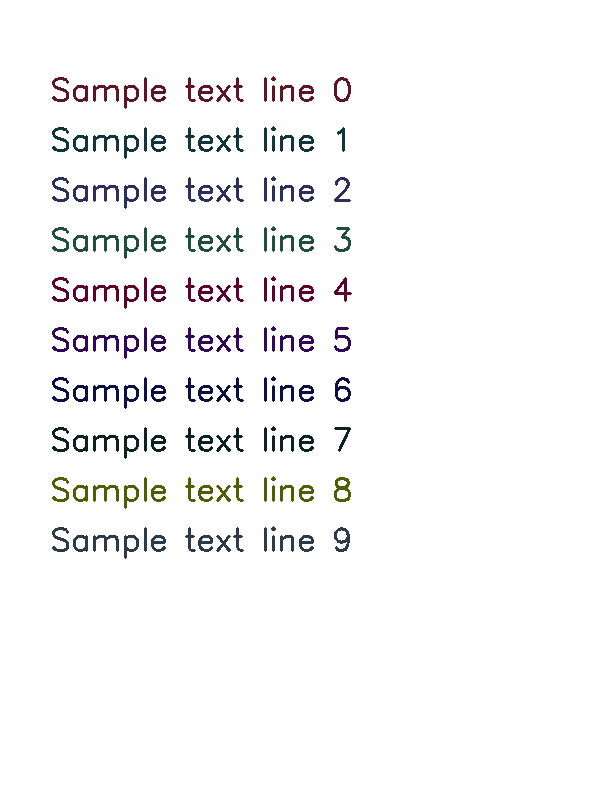 Sample text line 0
Sample text line 1
Sample text line 2
Sample text line 3
Sample text line 4
Sample text line 5
Sample text line 6
Sample text line 7
Sample text line 8
Sample text line 9